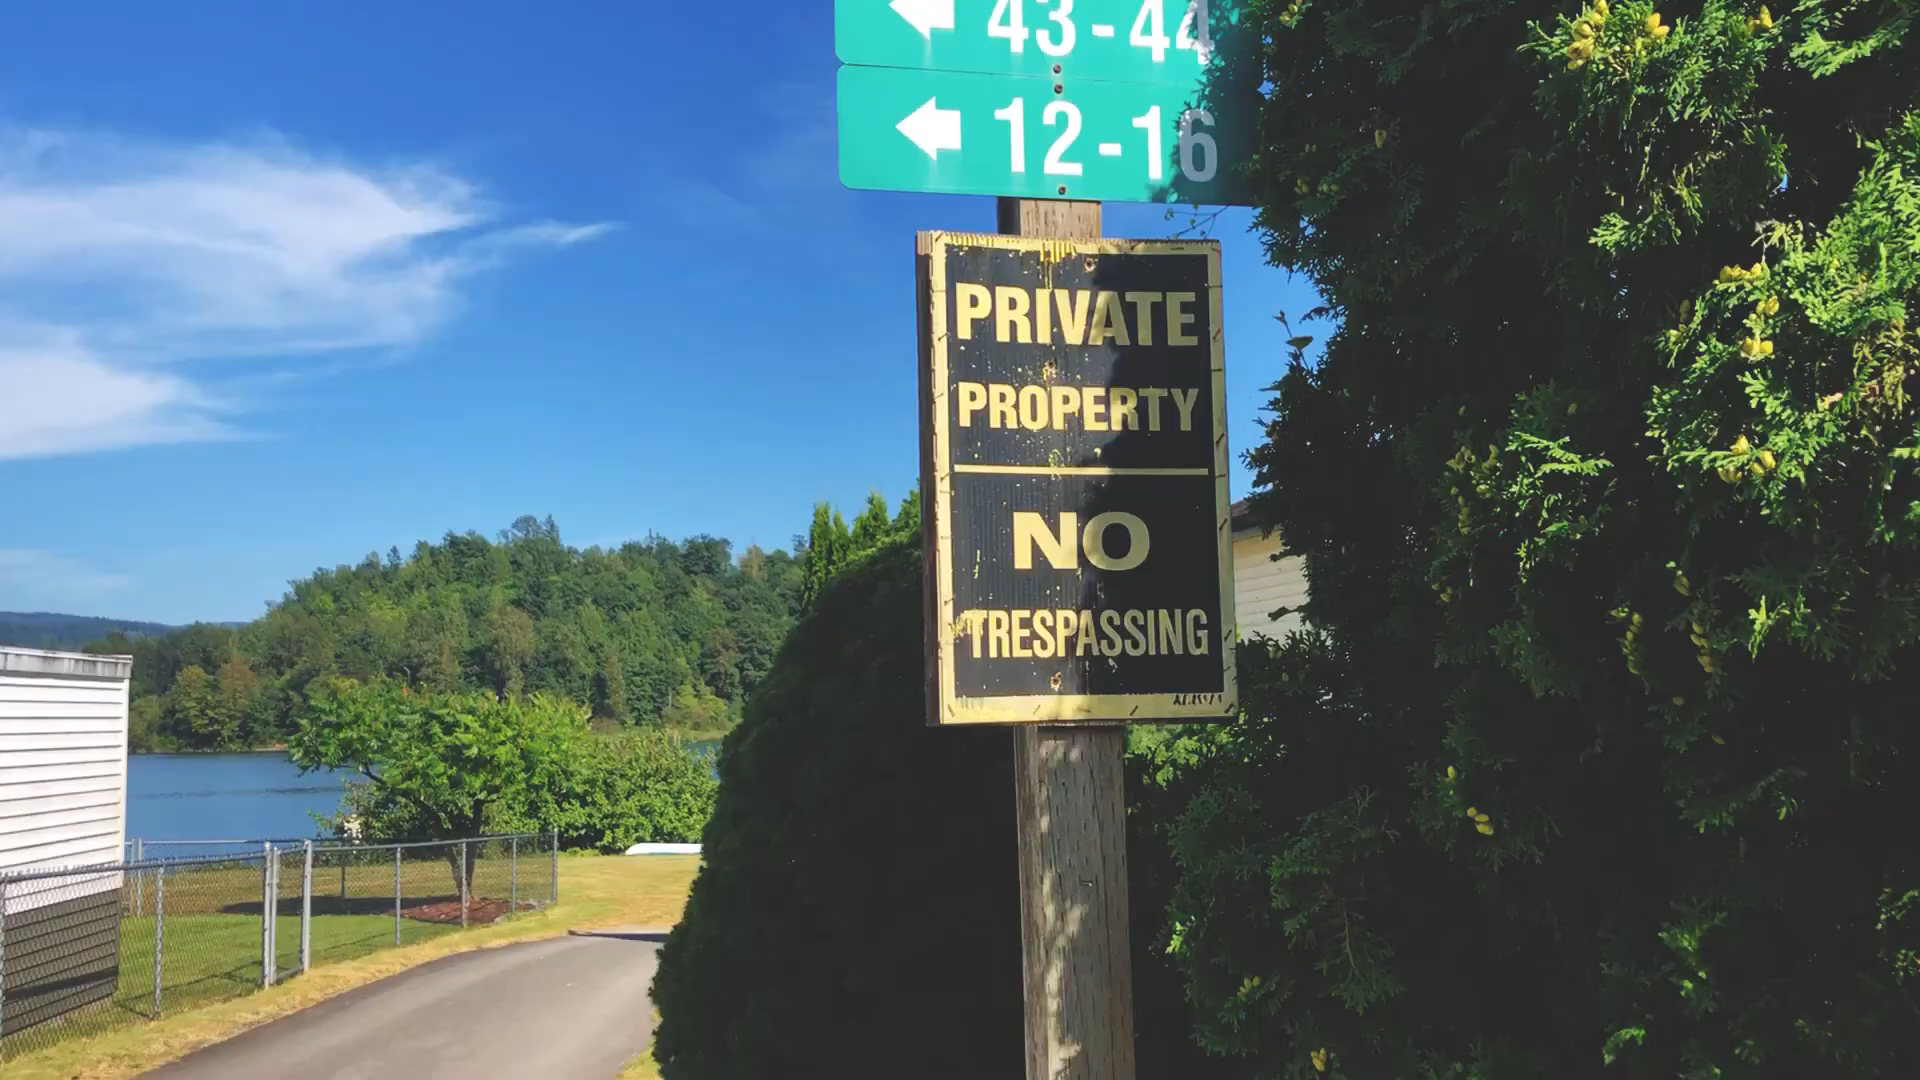 43-44
12-16
PRIVATE
PROPERTY
NO
TRESPASSING